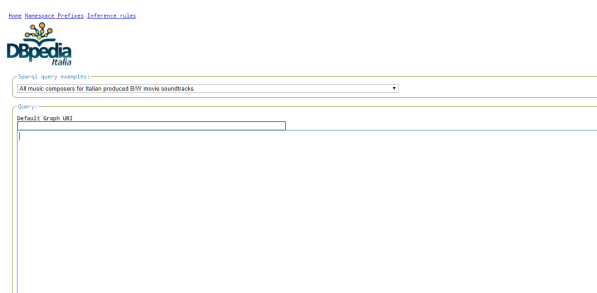 Home Namespace Prefixes Inference rules
DBpedia
Italia
Sparql query examples:
All music composers for Italian produced B/W movie soundtracks
Query:
Default Graph URI